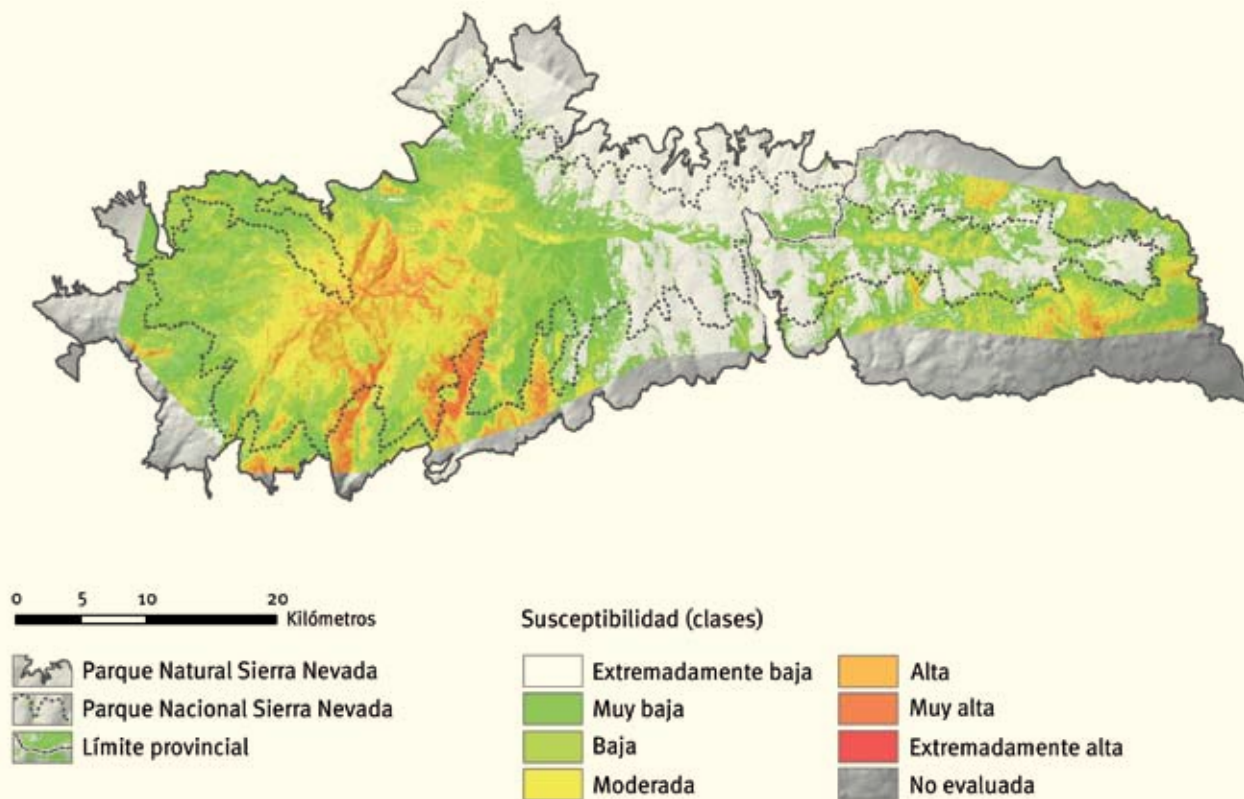 0 5 10 20
Kilómetros
Parque Natural Sierra Nevada
Parque Nacional Sierra Nevada
Límite provincial
Susceptibilidad (clases)
Extremadamente baja
Muy baja
Baja
Moderada
Alta
Muy alta
Extremadamente alta
No evaluada